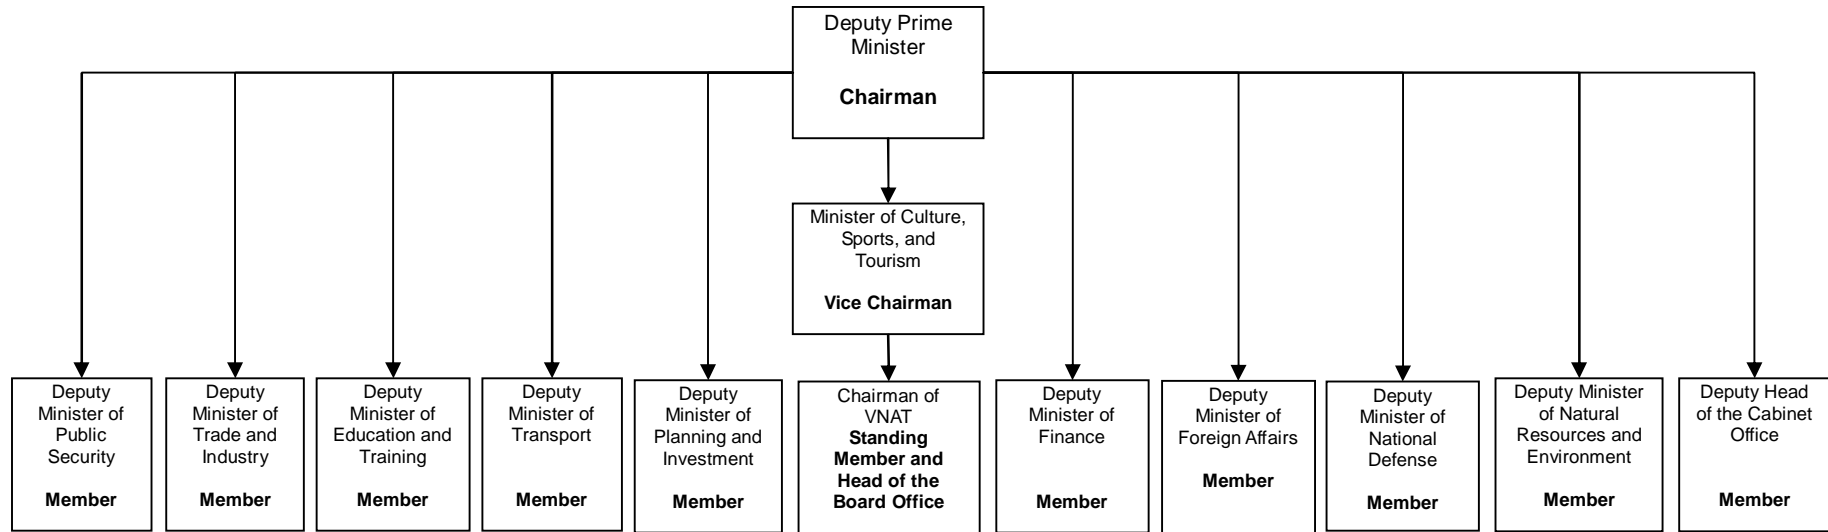 Deputy Prime
Minister
Chairman
Minister of Culture,
Sports, and
Tourism
Vice Chairman
Deputy
Minister of
Public
Security
Member
Deputy
Minister of
Trade and
Industry
Member
Deputy
Minister of
Education and
Training
Member
Deputy
Minister of
Transport
Member
Deputy
Minister of
Planning and
Investment
Member
Chairman of
VNAT
Standing
Member and
Head of the
Board Office
Deputy
Minister of
Finance
Member
Deputy
Minister of
Foreign Affairs
Member
Deputy
Minister of
National
Defense
Member
Deputy Minister
of Natural
Resources and
Environment
Member
Deputy Head
of the Cabinet
Office
Member